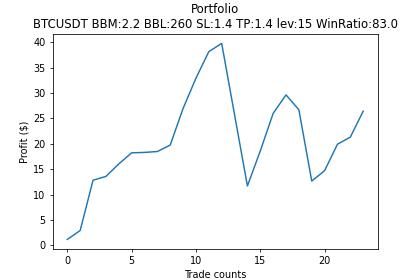 Portfolio
BTCUSDT BBM:2.2 BBL:260 SL:1.4 TP:1.4 lev:15 WinRatio:83.0
40
35
30
25
20
15
10
5
0
Profit ($)
0 5 10 15 20
Trade counts